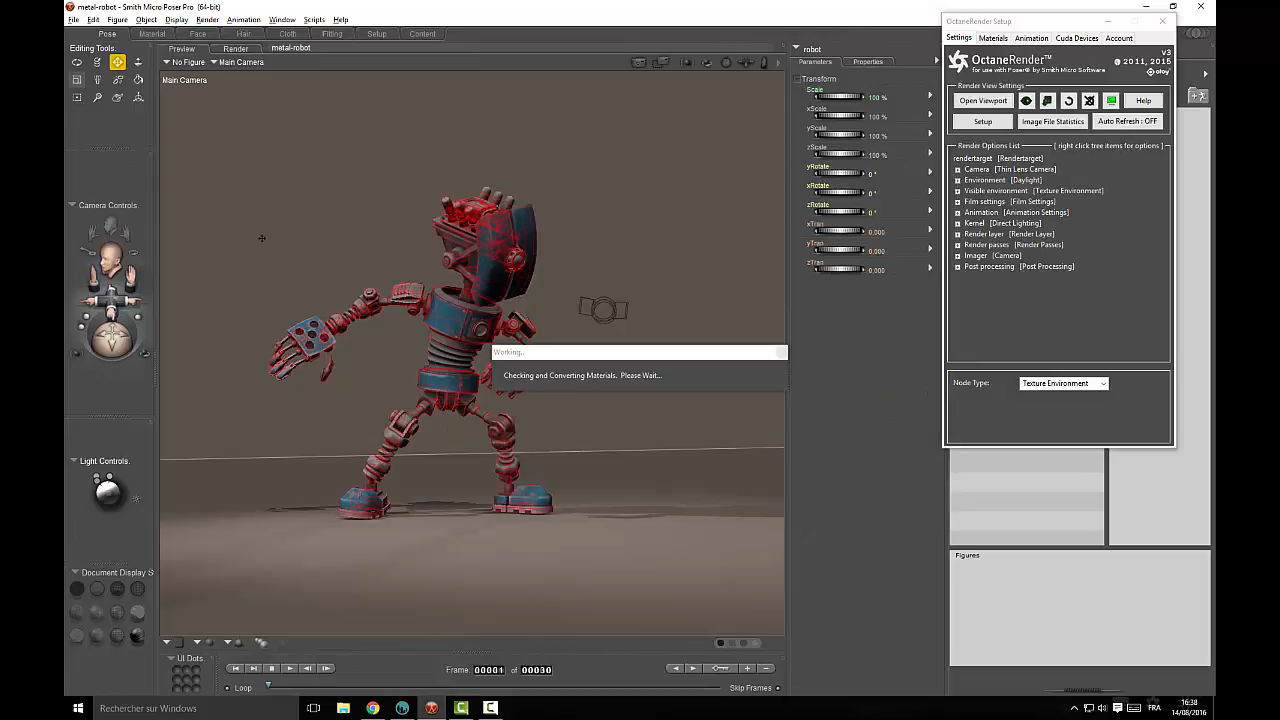 metal-robot - Smith Micro Poser Pro (64-bit)
File Edit Figure Object Display Render Animation Window Scripts Help
Pose Material Face Hair Cloth Fitting Setup Content
Editing Tools.
Preview Render metal-robot
No Figure Main Camera
Main Camera
Camera Controls.
Light Controls.
Document Display S
UI Dots.
robot
Parameters Properties
Transform
Scale 100 %
xScale 100 %
yScale 100 %
zScale 100 %
yRotate 0 °
xRotate 0 °
zRotate 0 °
xTran 0,000
yTran 0,000
zTran 0,000
Working..
Checking and Converting Materials. Please Wait...
OctaneRender Setup
Settings Materials Animation Cuda Devices Account
OctaneRender™ v3
for use with Poser® by Smith Micro Software
© 2011, 2015
otoy
Render View Settings
Open Viewport Help
Setup Image File Statistics Auto Refresh : OFF
Render Options List [ right click tree items for options ]
rendertarget [Rendertarget]
Camera [Thin Lens Camera]
Environment [Daylight]
Visible environment [Texture Environment]
Film settings [Film Settings]
Animation [Animation Settings]
Kernel [Direct Lighting]
Render layer [Render Layer]
Render passes [Render Passes]
Imager [Camera]
Post processing [Post Processing]
Node Type: Texture Environment
Figures
Frame: 00001 of 00030
Loop Skip Frames
Rechercher sur Windows
FRA
16:38
14/08/2016